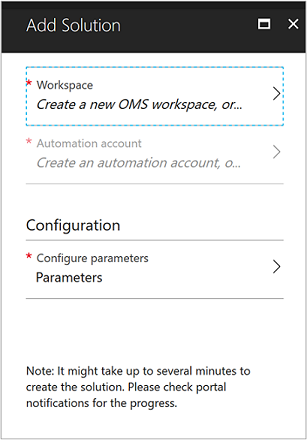 Add Solution
* Workspace
Create a new OMS workspace, or...
* Automation account
Create an automation account, o...
Configuration
* Configure parameters
Parameters
Note: It might take up to several minutes to
create the solution. Please check portal
notifications for the progress.